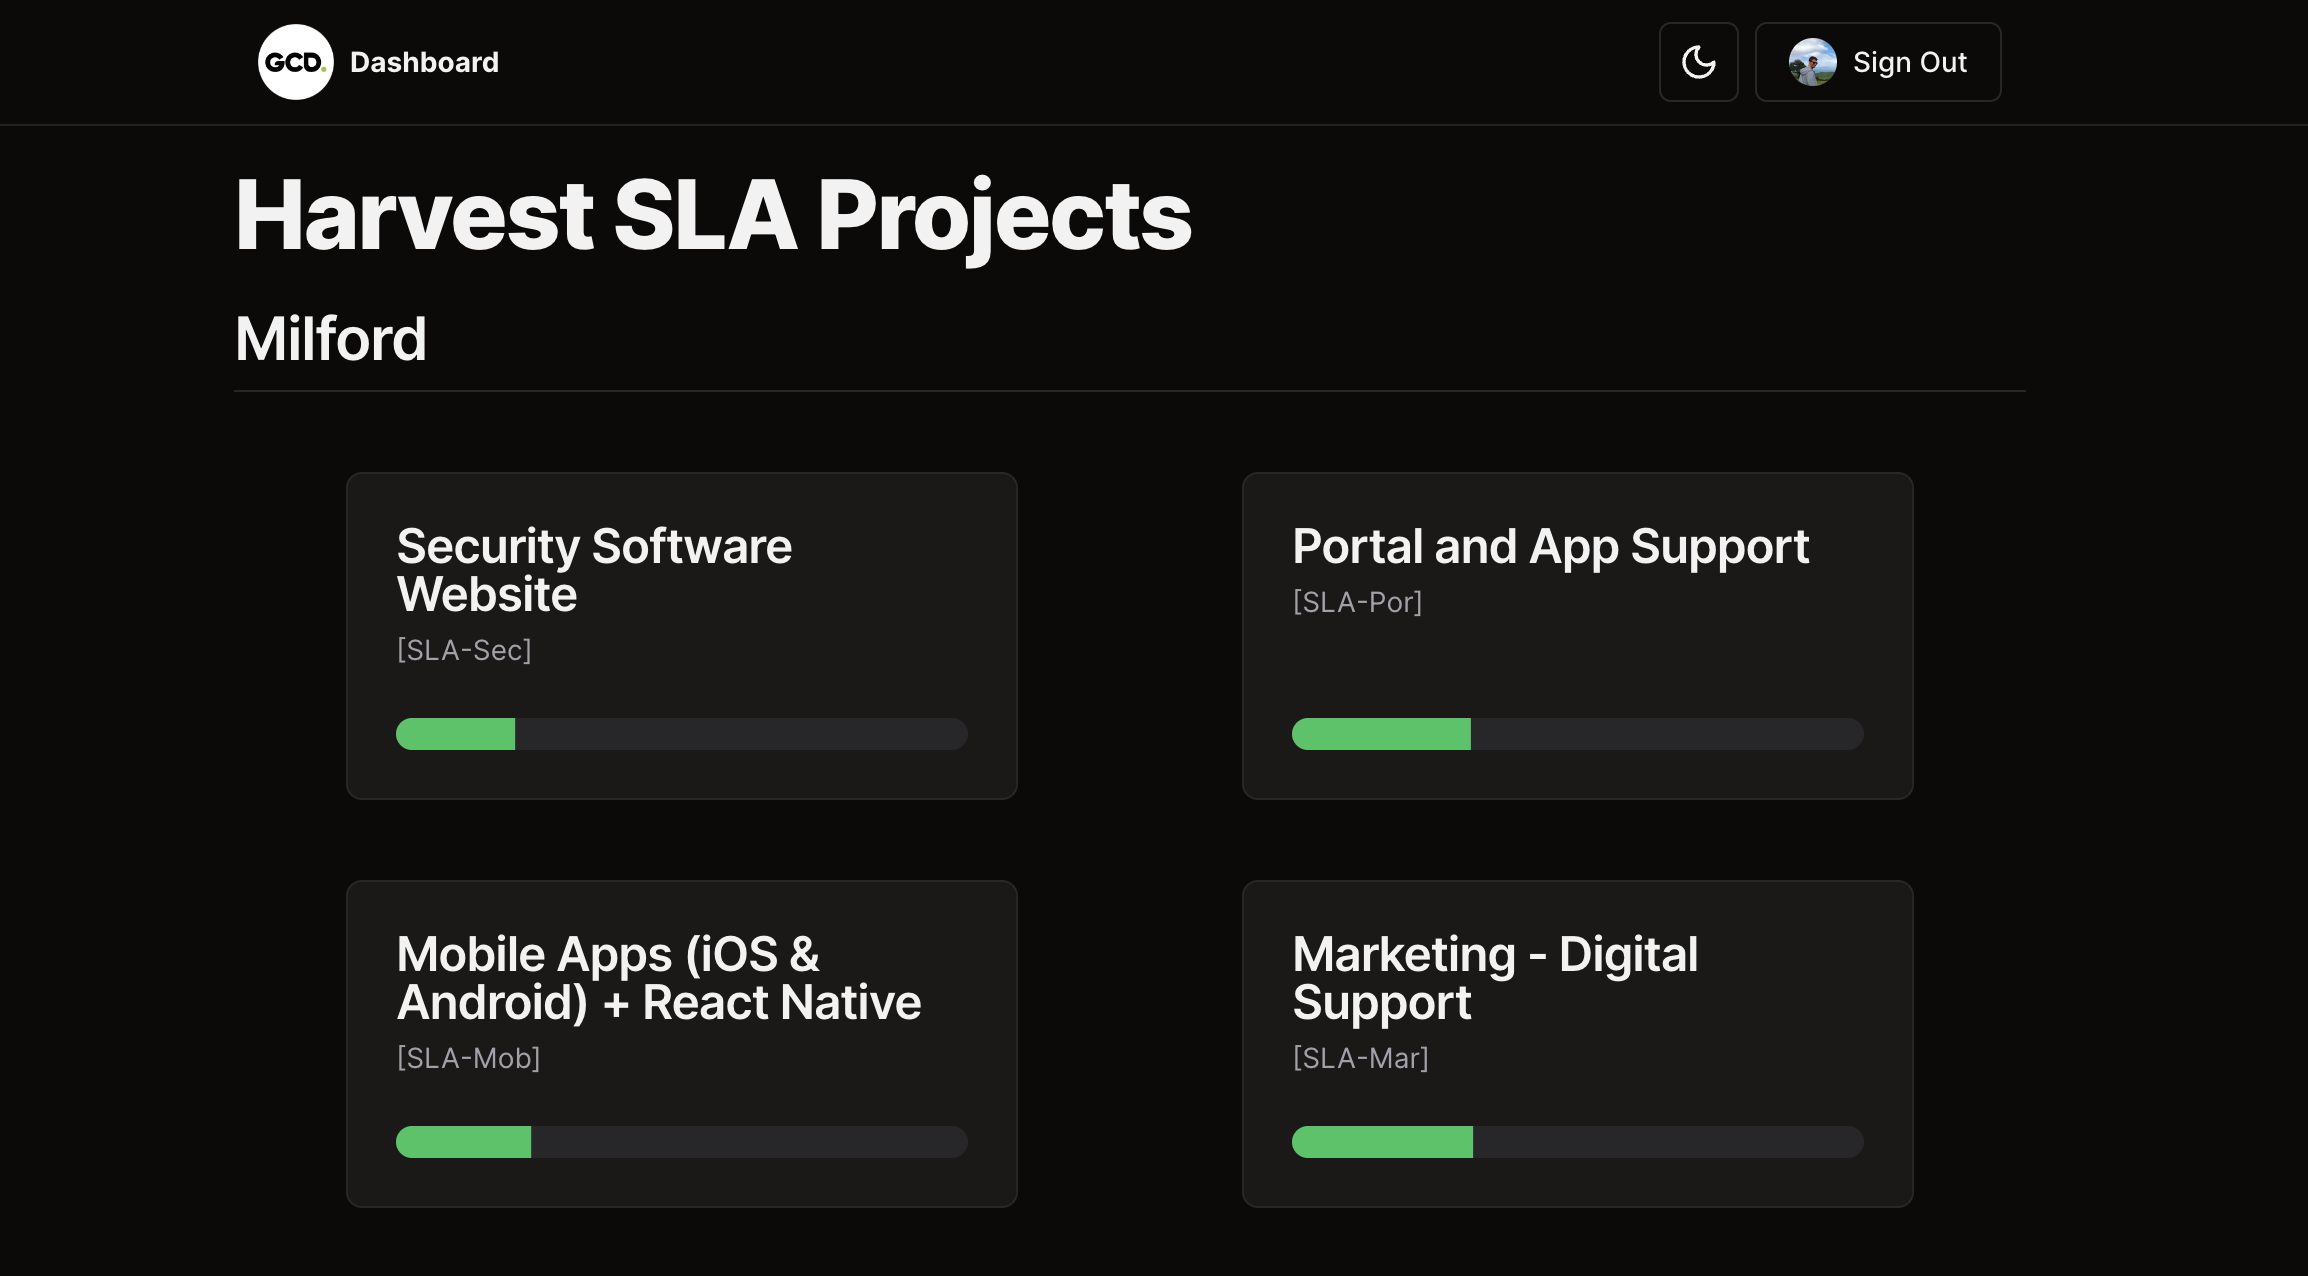 GCD.
Dashboard
Sign Out
Harvest SLA Projects
Milford
Security Software
Website
[SLA-Sec]
Portal and App Support
[SLA-Por]
Mobile Apps (iOS &
Android) + React Native
[SLA-Mob]
Marketing - Digital
Support
[SLA-Mar]